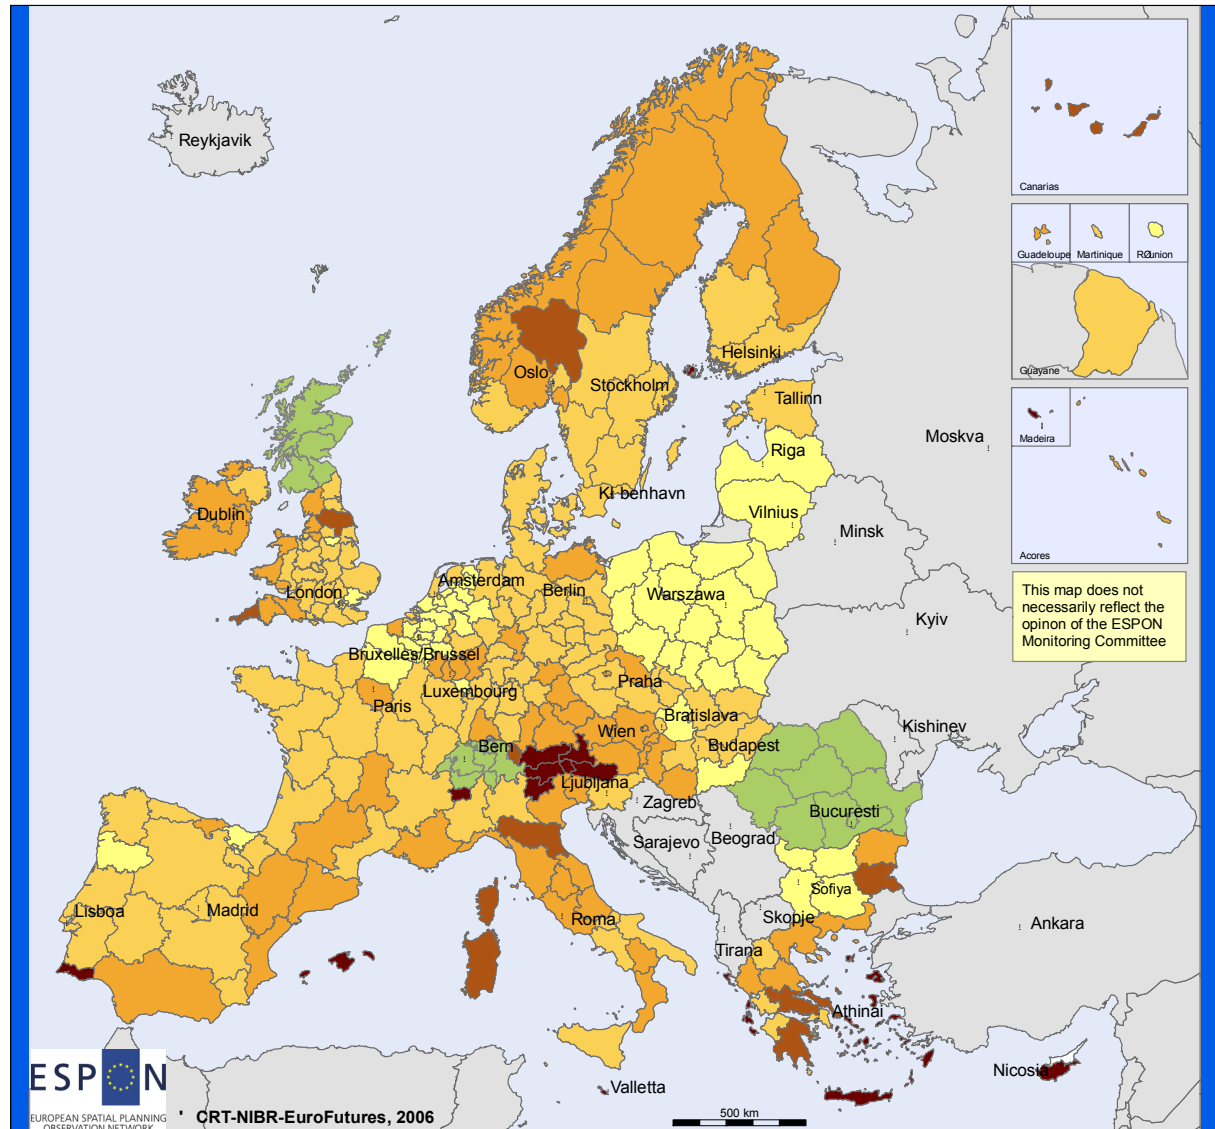 Reykjavik
Canarias
Guadeloupe
Martinique
RØunion
Guayane
Helsinki
Oslo
Stockholm
Tallinn
Madeira
Moskva
Riga
Kl benhavn
Dublin
Vilnius
Minsk
Acores
Amsterdam
London
Berlin
Warszawa
This map does not
necessarily reflect the
opinon of the ESPON
Monitoring Committee
Kyiv
Bruxelles/Brussel
Praha
Luxembourg
Paris
Bratislava
Kishinev
Bern
Wien
Budapest
Ljubljana
Zagreb
Bucuresti
Sarajevo
Beograd
Sofiya
Lisboa
Madrid
Roma
Skopje
Ankara
Tirana
Athinai
Nicosia
Valletta
ESPON
EUROPEAN SPATIAL PLANNING
OBSERVATION NETWORK
' CRT-NIBR-EuroFutures, 2006
500 km